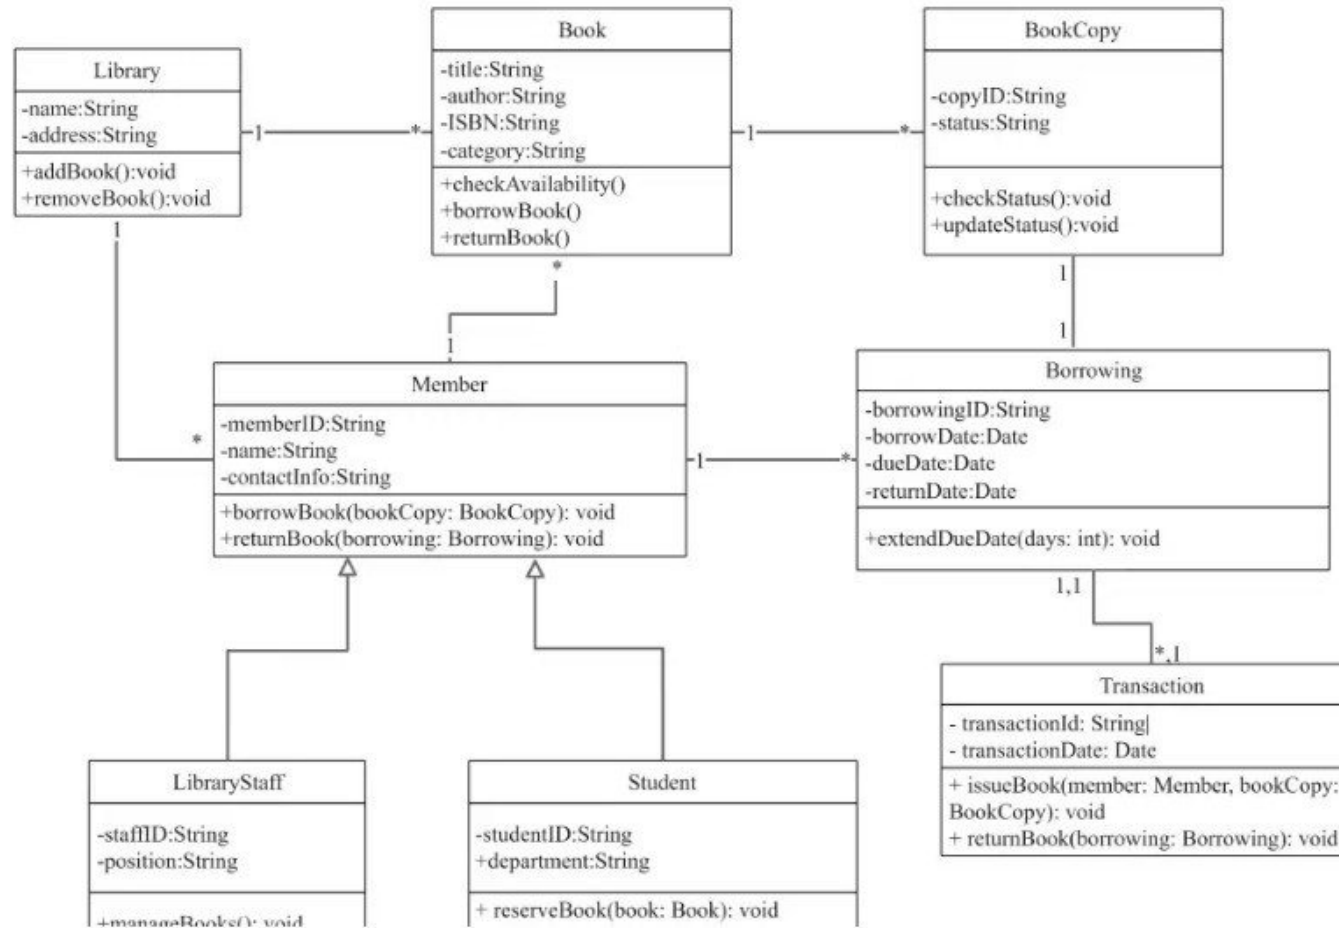 Library
-name:String
-address:String
+addBook():void
+removeBook():void
1
*
1
*
Book
-title:String
-author:String
-ISBN:String
-category:String
+checkAvailability()
+borrowBook()
+returnBook()
1
*
*
1
BookCopy
-copyID:String
-status:String
+checkStatus():void
+updateStatus():void
1
1
Member
-memberID:String
-name:String
-contactInfo:String
+borrowBook(bookCopy: BookCopy): void
+returnBook(borrowing: Borrowing): void
1
*
Borrowing
-borrowingID:String
-borrowDate:Date
-dueDate:Date
-returnDate:Date
+extendDueDate(days: int): void
1,1
*,1
Transaction
- transactionId: String|
- transactionDate: Date
+ issueBook(member: Member, bookCopy:
BookCopy): void
+ returnBook(borrowing: Borrowing): void
LibraryStaff
-staffID:String
-position:String
+manageBooks(): void
Student
-studentID:String
+department:String
+ reserveBook(book: Book): void